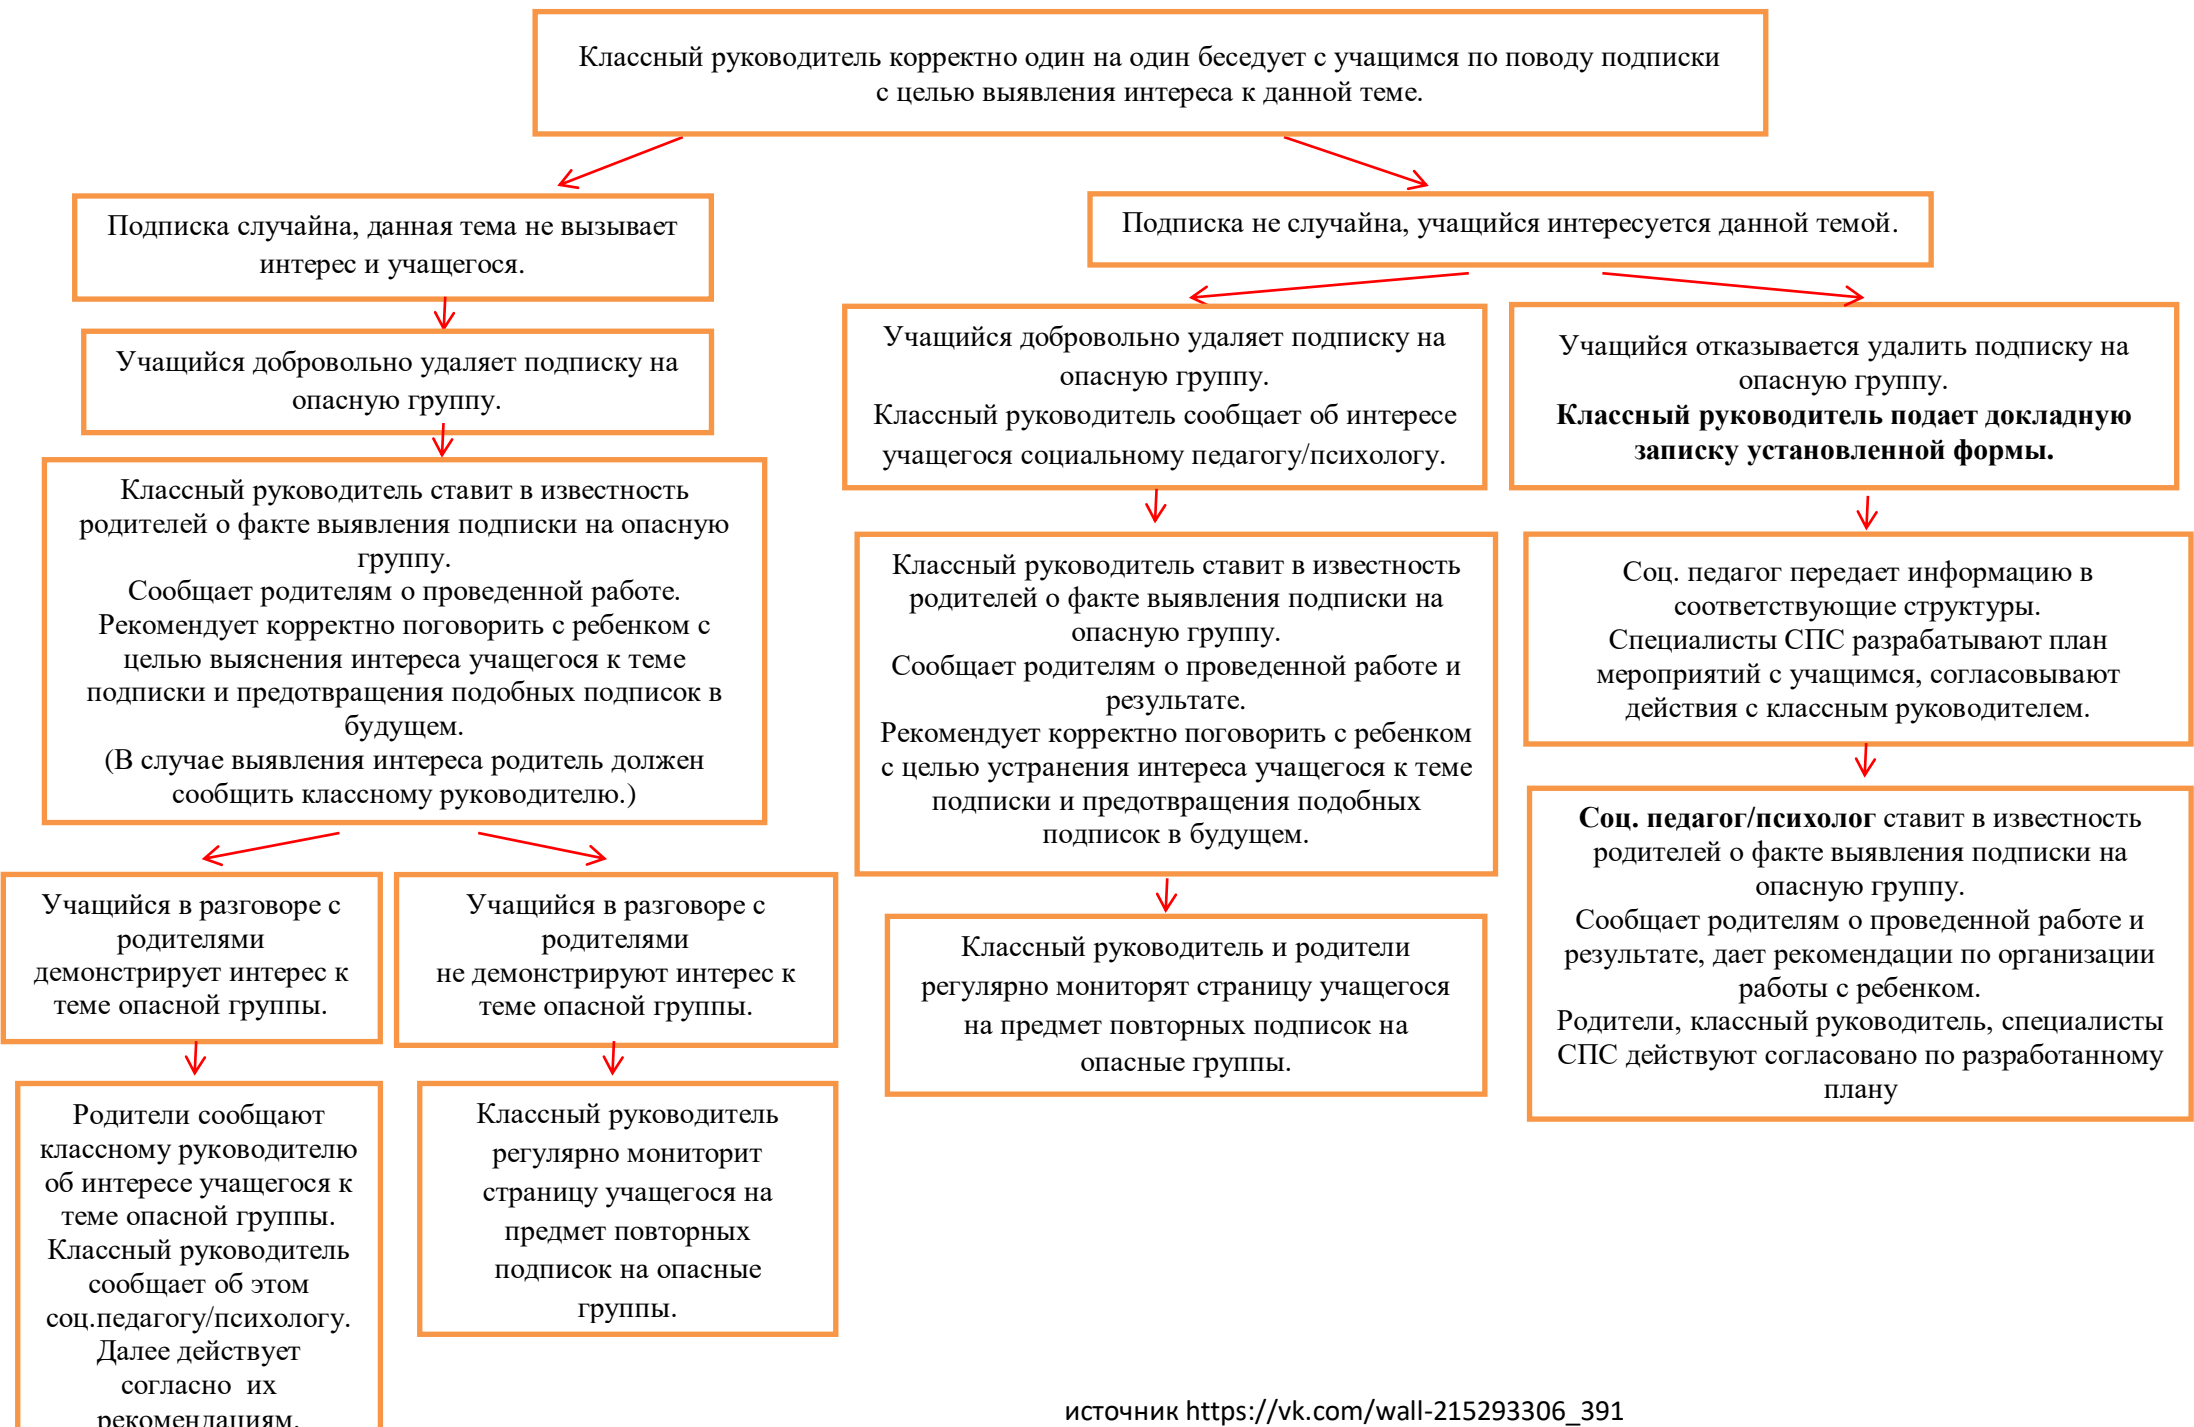 Классный руководитель корректно один на один беседует с учащимся по поводу подписки
с целью выявления интереса к данной теме.
Подписка случайна, данная тема не вызывает
интерес и учащегося.
Подписка не случайна, учащийся интересуется данной темой.
Учащийся добровольно удаляет подписку на
опасную группу.
Учащийся добровольно удаляет подписку на
опасную группу.
Классный руководитель сообщает об интересе
учащегося социальному педагогу/психологу.
Учащийся отказывается удалить подписку на
опасную группу.
Классный руководитель подает докладную
записку установленной формы.
Классный руководитель ставит в известность
родителей о факте выявления подписки на опасную
группу.
Сообщает родителям о проведенной работе.
Рекомендует корректно поговорить с ребенком с
целью выяснения интереса учащегося к теме
подписки и предотвращения подобных подписок в
будущем.
(В случае выявления интереса родитель должен
сообщить классному руководителю.)
Классный руководитель ставит в известность
родителей о факте выявления подписки на
опасную группу.
Сообщает родителям о проведенной работе и
результате.
Рекомендует корректно поговорить с ребенком
с целью устранения интереса учащегося к теме
подписки и предотвращения подобных
подписок в будущем.
Соц. педагог передает информацию в
соответствующие структуры.
Специалисты СПС разрабатывают план
мероприятий с учащимся, согласовывают
действия с классным руководителем.
Соц. педагог/психолог ставит в известность
родителей о факте выявления подписки на
опасную группу.
Сообщает родителям о проведенной работе и
результате, дает рекомендации по организации
работы с ребенком.
Родители, классный руководитель, специалисты
СПС действуют согласовано по разработанному
плану
Учащийся в разговоре с
родителями
демонстрирует интерес к
теме опасной группы.
Учащийся в разговоре с
родителями
не демонстрируют интерес к
теме опасной группы.
Классный руководитель и родители
регулярно мониторят страницу учащегося
на предмет повторных подписок на
опасные группы.
Родители сообщают
классному руководителю
об интересе учащегося к
теме опасной группы.
Классный руководитель
сообщает об этом
соц.педагогу/психологу.
Далее действует
согласно их
рекомендациям.
Классный руководитель
регулярно мониторит
страницу учащегося на
предмет повторных
подписок на опасные
группы.
источник https://vk.com/wall-215293306_391